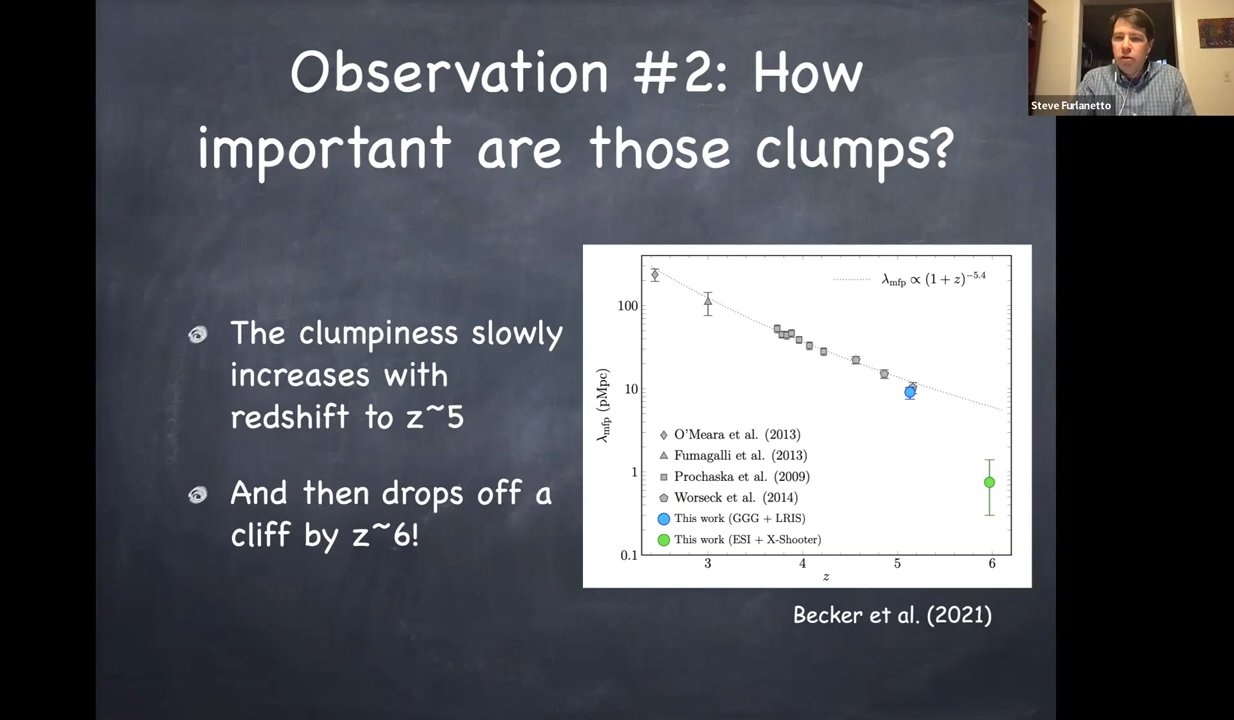 Observation #2: How
important are those clumps?
Steve Furlanetto
The clumpiness slowly
increases with
redshift to z~5
And then drops off a
cliff by z~6!
λmfp ∝ (1 + z)^−5.4
100
10
1
0.1
λmfp (pMpc)
O'Meara et al. (2013)
Fumagalli et al. (2013)
Prochaska et al. (2009)
Worseck et al. (2014)
This work (GGG + LRIS)
This work (ESI + X-Shooter)
3 4 5 6
z
Becker et al. (2021)